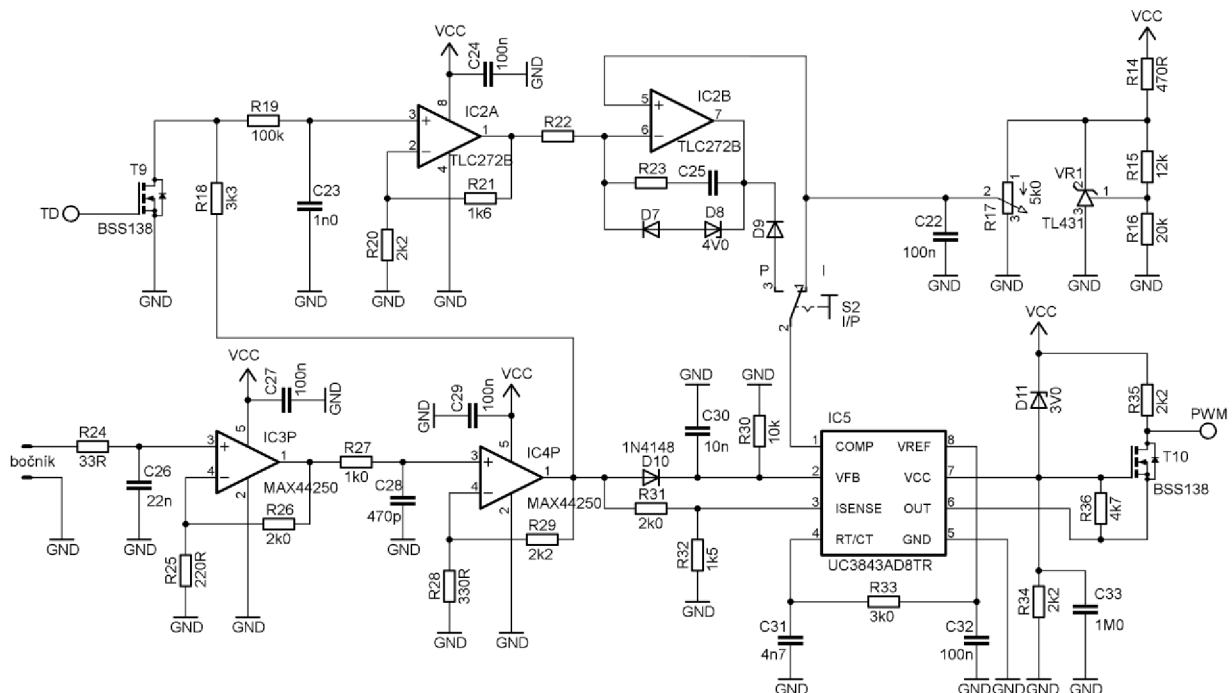 VCC
C24
100n
GND
VCC
R14
470R
R19
100k
8
3
2
1
4
IC2A
TLC272B
R22
5
6
7
IC2B
TLC272B
T9
TD
BSS138
R18
3k3
C23
1n0
R21
1k6
R20
2k2
R23
C25
D7
D8
4V0
D9
C22
100n
1
2
3
R17
5k0
VR1
2
1
3
TL431
R15
12k
R16
20k
GND
GND
GND
GND
GND
GND
GND
GND
P
I
3
1
2
S2
I/P
VCC
C27
100n
GND
GND
C29
100n
VCC
GND
GND
C30
10n
R30
10k
VCC
D11
3V0
R35
2k2
PWM
R24
33R
bočník
C26
22n
5
3
4
1
2
IC3P
MAX44250
R27
1k0
C28
470p
5
3
4
1
2
IC4P
MAX44250
1N4148
D10
R31
2k0
R32
1k5
IC5
1
COMP
VREF
8
2
VFB
VCC
7
3
ISENSE
OUT
6
4
RT/CT
GND
5
UC3843AD8TR
T10
BSS138
R36
4k7
R26
2k0
R25
220R
R29
2k2
R28
330R
R33
3k0
C31
4n7
C32
100n
R34
2k2
C33
1M0
GND
GND
GND
GND
GND
GND
GND
GND
GND
GND
GND
GND
GND